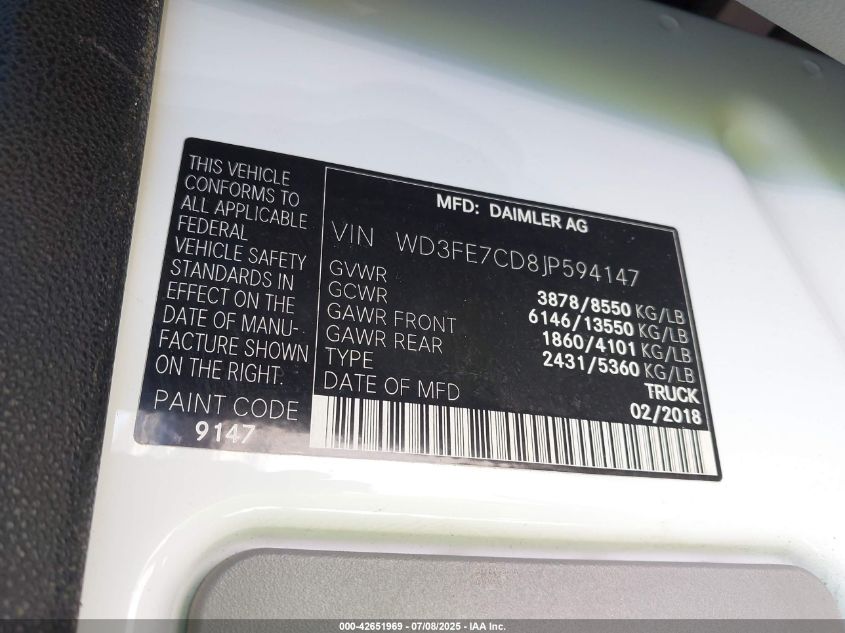 THIS VEHICLE
CONFORMS TO
ALL APPLICABLE
FEDERAL
VEHICLE SAFETY
STANDARDS IN
EFFECT ON THE
DATE OF MANU-
FACTURE SHOWN
ON THE RIGHT.
PAINT CODE
9147
MFD: DAIMLER AG
VIN WD3FE7CD8JP594147
GVWR 3878/8550 KG/LB
GCWR 6146/13550 KG/LB
GAWR FRONT 1860/4101 KG/LB
GAWR REAR 2431/5360 KG/LB
TYPE TRUCK
DATE OF MFD 02/2018
000-42651969 - 07/08/2025 - IAA Inc.